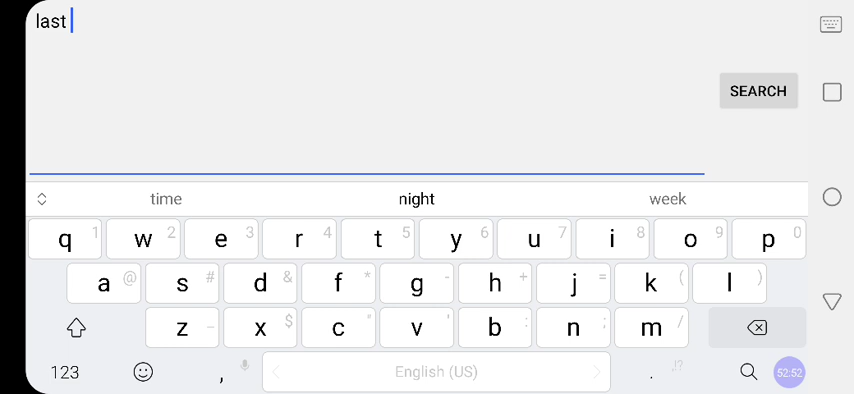 last
SEARCH
time night week
q 1 w 2 e 3 r 4 t 5 y 6 u 7 i 8 o 9 p 0
a @ s # d & f * g - h + j = k ( l )
z _ x $ c " v ' b : n ; m /
123 , English (US) . .!? 52:52